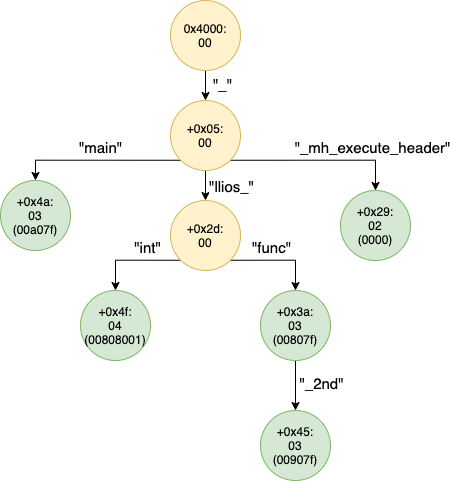 0x4000:
00
"_"
+0x05:
00
"main"
"_mh_execute_header"
"llios_"
+0x4a:
03
(00a07f)
+0x29:
02
(0000)
+0x2d:
00
"int"
"func"
+0x4f:
04
(00808001)
+0x3a:
03
(00807f)
"_2nd"
+0x45:
03
(00907f)